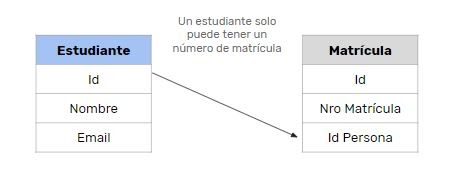 Un estudiante solo
puede tener un
número de matrícula
Estudiante
Id
Nombre
Email
Matrícula
Id
Nro Matrícula
Id Persona